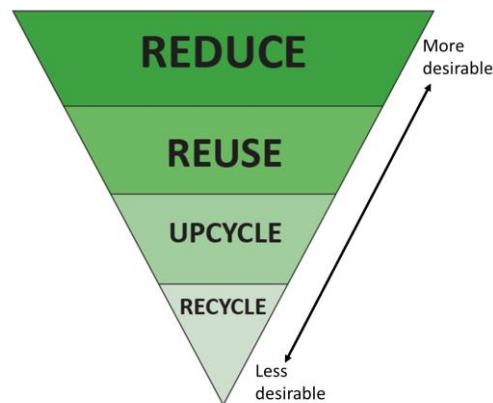 REDUCE
More
desirable
REUSE
UPCYCLE
RECYCLE
Less
desirable